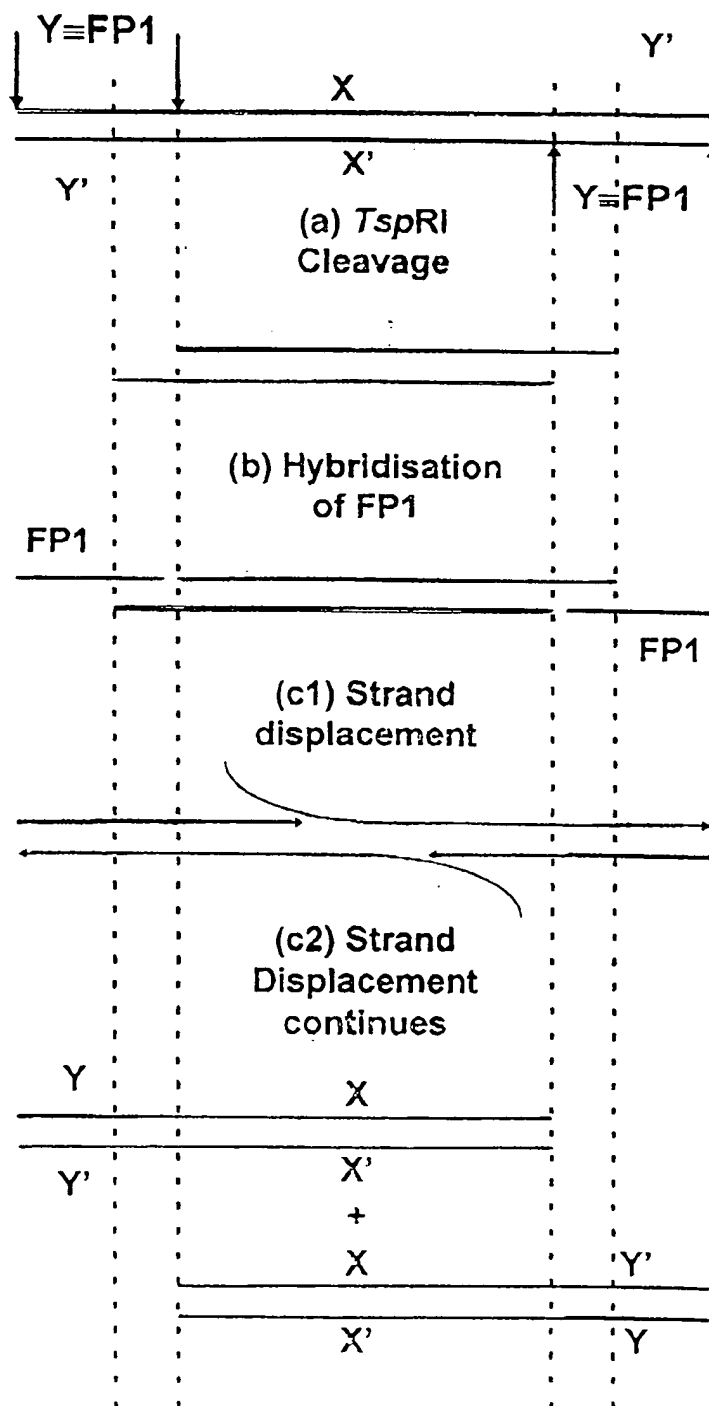 Y≡FP1
Y'
X
X'
Y'
Y≡FP1
(a) TspRI
Cleavage
(b) Hybridisation
of FP1
FP1
FP1
(c1) Strand
displacement
(c2) Strand
Displacement
continues
Y
X
Y'
X'
+
X
Y'
X'
Y